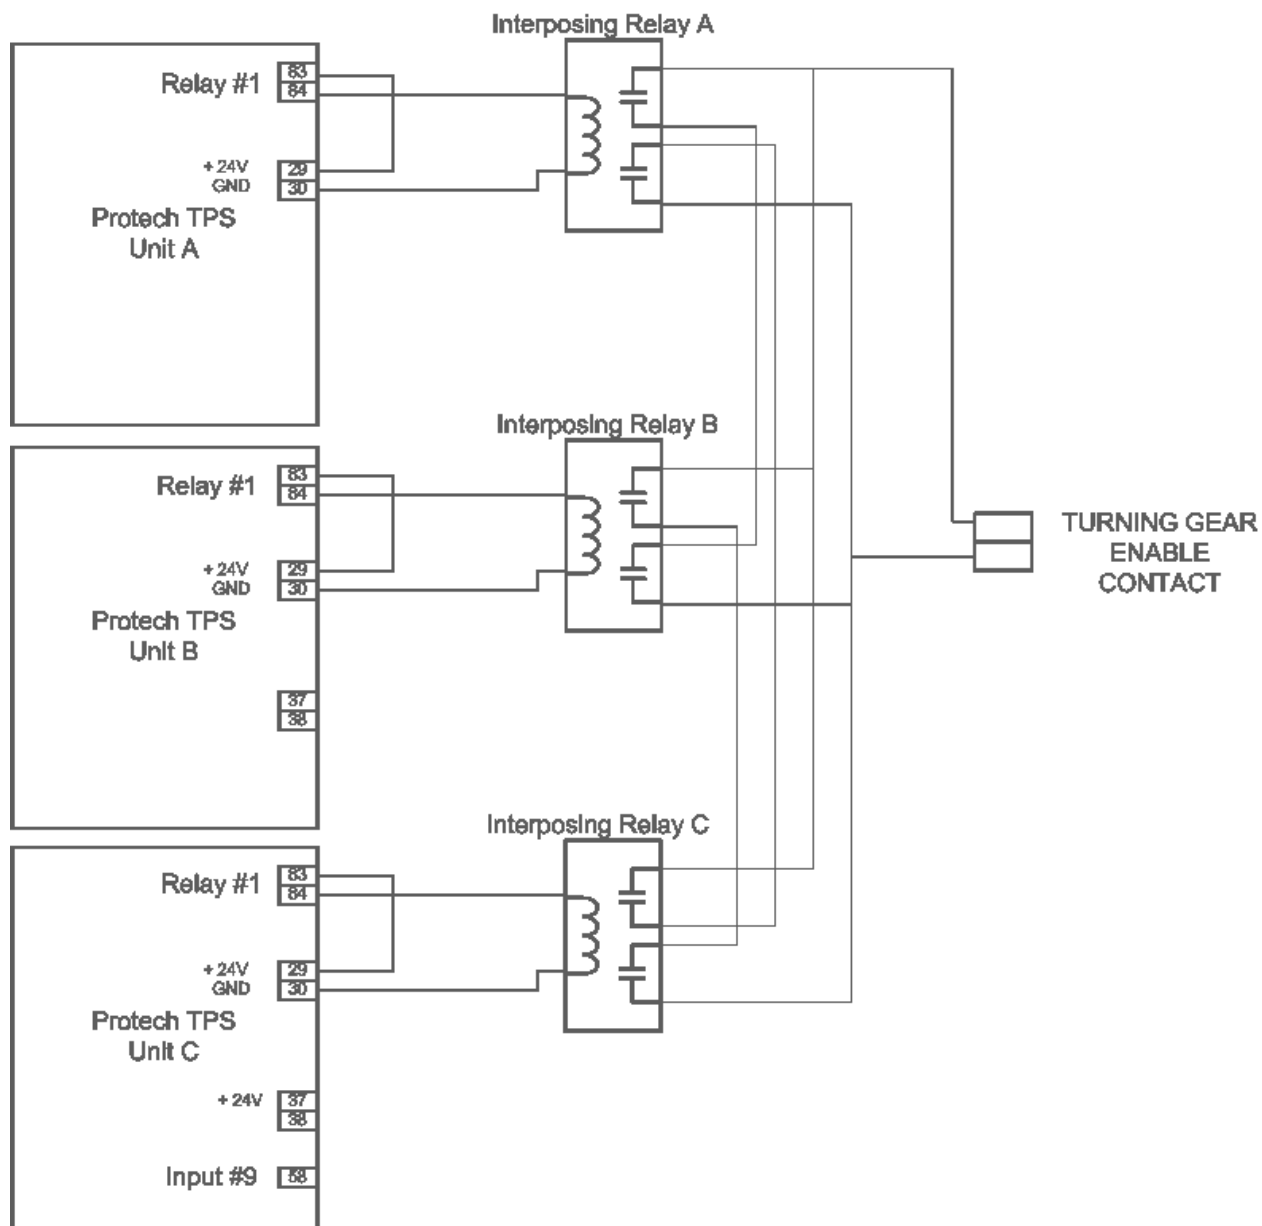 Interposing Relay A
Relay #1
83
84
+ 24V
GND
29
30
Protech TPS
Unit A
Interposing Relay B
Relay #1
83
84
+ 24V
GND
29
30
Protech TPS
Unit B
37
38
TURNING GEAR
ENABLE
CONTACT
Interposing Relay C
Relay #1
83
84
+ 24V
GND
29
30
Protech TPS
Unit C
+ 24V
37
38
Input #9
58